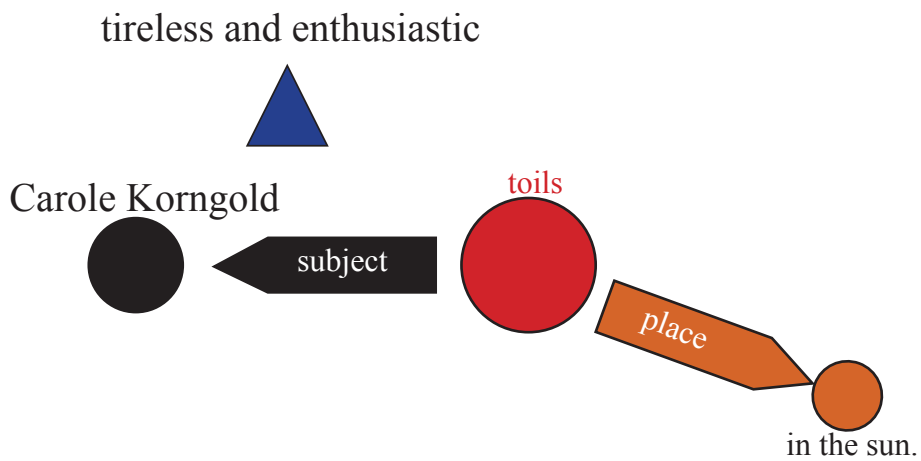 tireless and enthusiastic
Carole Korngold
toils
subject
place
in the sun.